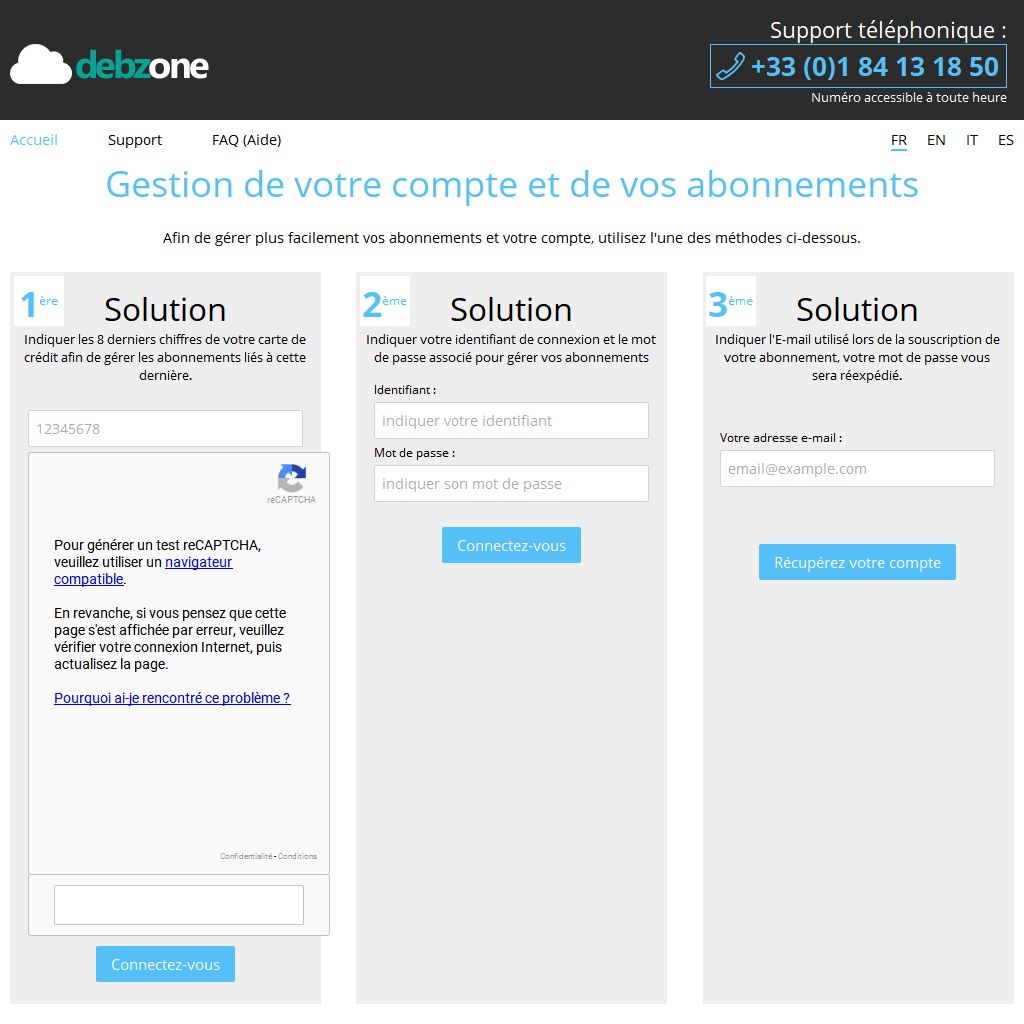 debzone
Support téléphonique :
+33 (0)1 84 13 18 50
Numéro accessible à toute heure
Accueil
Support
FAQ (Aide)
FR
EN
IT
ES
Gestion de votre compte et de vos abonnements
Afin de gérer plus facilement vos abonnements et votre compte, utilisez l'une des méthodes ci-dessous.
1ère
Solution
Indiquer les 8 derniers chiffres de votre carte de
crédit afin de gérer les abonnements liés à cette
dernière.
12345678
reCAPTCHA
Pour générer un test reCAPTCHA,
veuillez utiliser un navigateur
compatible.
En revanche, si vous pensez que cette
page s'est affichée par erreur, veuillez
vérifier votre connexion Internet, puis
actualisez la page.
Pourquoi ai-je rencontré ce problème ?
Confidentialité - Conditions
Connectez-vous
2ème
Solution
Indiquer votre identifiant de connexion et le mot
de passe associé pour gérer vos abonnements
Identifiant :
indiquer votre identifiant
Mot de passe :
indiquer son mot de passe
Connectez-vous
3ème
Solution
Indiquer l'E-mail utilisé lors de la souscription de
votre abonnement, votre mot de passe vous
sera réexpédié.
Votre adresse e-mail :
email@example.com
Récupérez votre compte